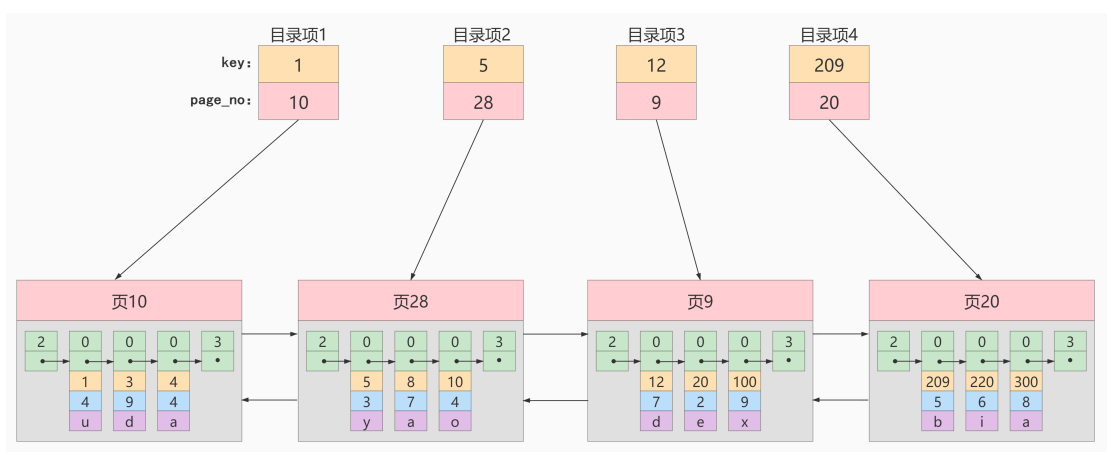 目录项1 目录项2 目录项3 目录项4
key: 1 5 12 209
page_no: 10 28 9 20
页10 页28 页9 页20
2 0 0 0 3 2 0 0 0 3 2 0 0 0 3 2 0 0 0 3
1 3 4 5 8 10 12 20 100 209 220 300
4 9 4 3 7 4 7 2 9 5 6 8
u d a y a o d e x b i a